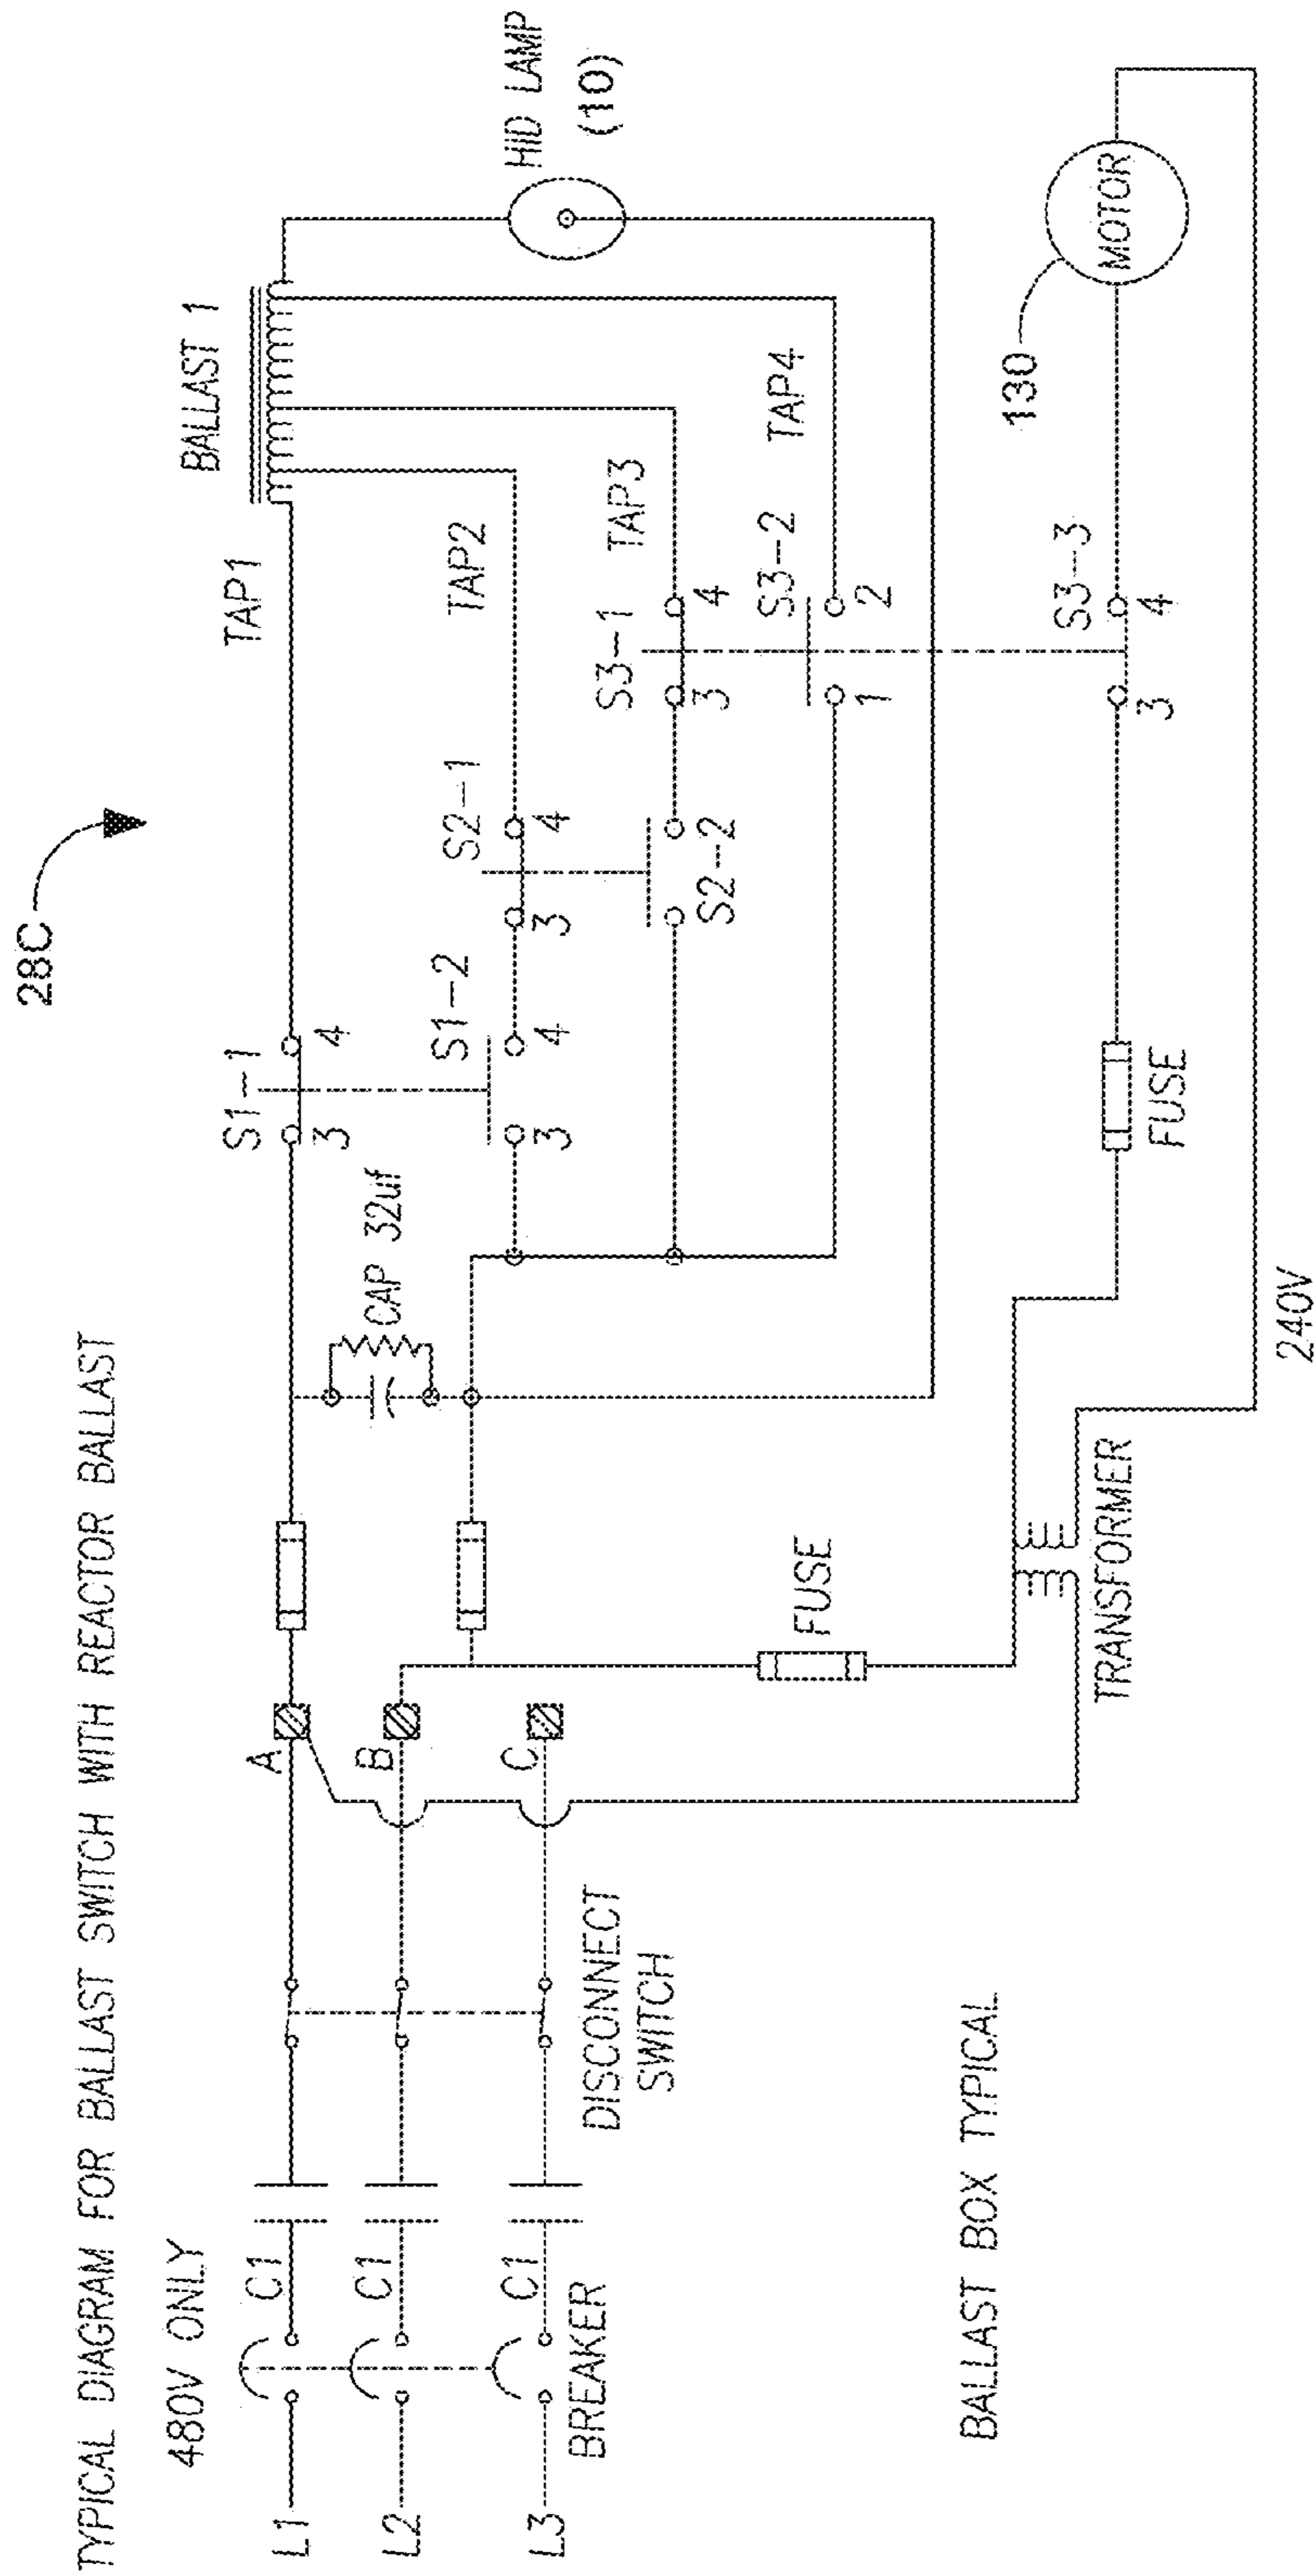 28C
TYPICAL DIAGRAM FOR BALLAST SWITCH WITH REACTOR BALLAST
480V ONLY
L1
L2
L3
C1
C1
C1
BREAKER
DISCONNECT
SWITCH
A
B
C
FUSE
TRANSFORMER
240V
CAP 32uf
S1-1
3
4
S1-2
3
4
S2-1
3
4
S2-2
S3-1
3
4
S3-2
1
2
S3-3
3
4
FUSE
TAP1
TAP2
TAP3
TAP4
BALLAST 1
HID LAMP
(10)
130
MOTOR
BALLAST BOX TYPICAL